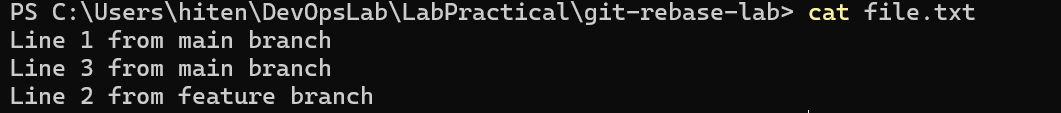 PS C:\Users\hiten\DevOpsLab\LabPractical\git-rebase-lab> cat file.txt
Line 1 from main branch
Line 3 from main branch
Line 2 from feature branch